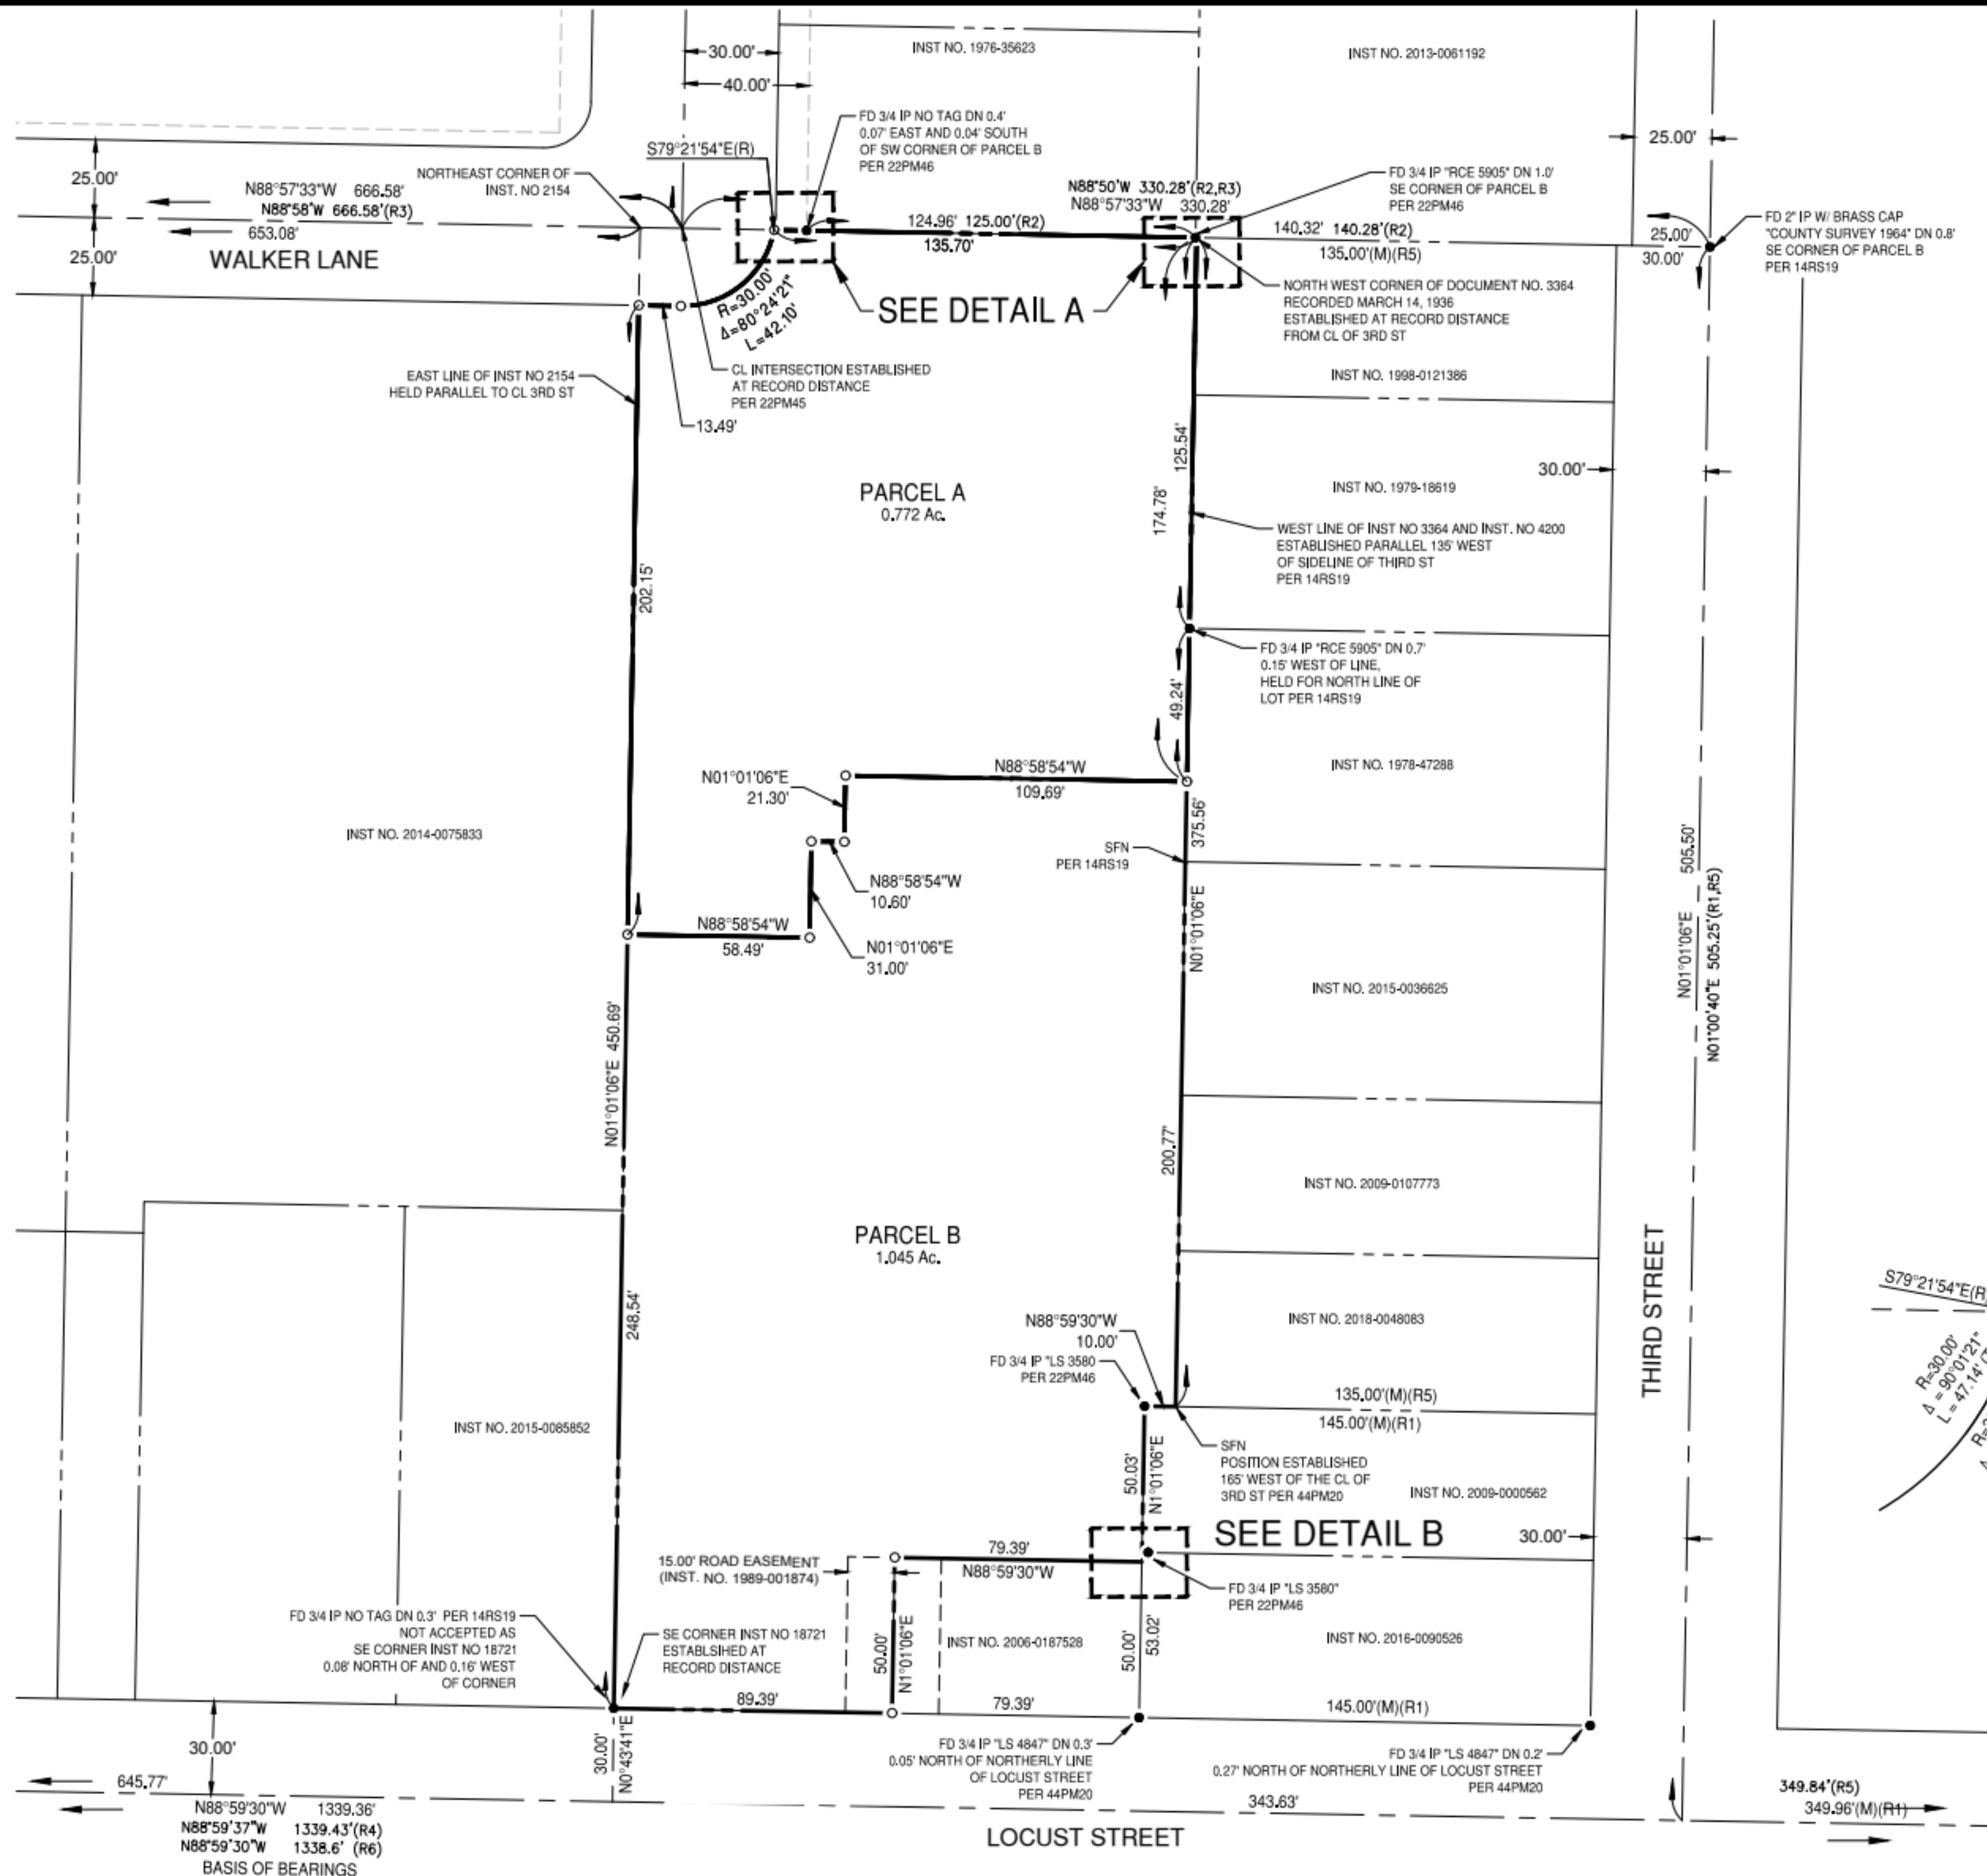 30.00'
40.00'
INST NO. 1976-35623
INST NO. 2013-0061192
25.00'
FD 3/4 IP NO TAG DN 0.4'
0.07' EAST AND 0.04' SOUTH
OF SW CORNER OF PARCEL B
PER 22PM46
S79°21'54"E(R)
NORTHEAST CORNER OF
INST. NO 2154
25.00'
N88°57'33"W 666.58'
N88°58'W 666.58'(R3)
653.08'
25.00'
WALKER LANE
N88°50'W 330.28'(R2,R3)
N88°57'33"W 330.28'
124.96' 125.00'(R2)
135.70'
FD 3/4 IP "RCE 5905" DN 1.0'
SE CORNER OF PARCEL B
PER 22PM46
140.32' 140.28'(R2)
135.00'(M)(R5)
25.00'
30.00'
FD 2" IP W/ BRASS CAP
"COUNTY SURVEY 1964" DN 0.8'
SE CORNER OF PARCEL B
PER 14RS19
R=30.00'
Δ=80°24'21"
L=42.10'
SEE DETAIL A
NORTH WEST CORNER OF DOCUMENT NO. 3364
RECORDED MARCH 14, 1936
ESTABLISHED AT RECORD DISTANCE
FROM CL OF 3RD ST
EAST LINE OF INST NO 2154
HELD PARALLEL TO CL 3RD ST
CL INTERSECTION ESTABLISHED
AT RECORD DISTANCE
PER 22PM45
13.49'
INST NO. 1998-0121386
125.54'
174.78'
30.00'
PARCEL A
0.772 Ac.
INST NO. 1979-18619
WEST LINE OF INST NO 3364 AND INST. NO 4200
ESTABLISHED PARALLEL 135' WEST
OF SIDELINE OF THIRD ST
PER 14RS19
202.15'
FD 3/4 IP "RCE 5905" DN 0.7'
0.15' WEST OF LINE,
HELD FOR NORTH LINE OF
LOT PER 14RS19
49.24'
N01°01'06"E
21.30'
N88°58'54"W
109.69'
INST NO. 1978-47288
375.56'
INST NO. 2014-0075833
SFN
PER 14RS19
N88°58'54"W
10.60'
N01°01'06"E
N88°58'54"W
58.49'
N01°01'06"E
31.00'
N01°01'06"E 505.50'
N01°00'40"E 505.25'(R1,R5)
INST NO. 2015-0036625
N01°01'06"E 450.69'
200.77'
INST NO. 2009-0107773
PARCEL B
1.045 Ac.
THIRD STREET
S79°21'54"E(R
R=30.00'
Δ = 90°01'21"
L = 47.14'
248.54'
N88°59'30"W
10.00'
INST NO. 2018-0048083
FD 3/4 IP "LS 3580
PER 22PM46
135.00'(M)(R5)
145.00'(M)(R1)
INST NO. 2015-0085852
50.03'
N1°01'06"E
SFN
POSITION ESTABLISHED
165' WEST OF THE CL OF
3RD ST PER 44PM20
INST NO. 2009-0000562
SEE DETAIL B
30.00'
15.00' ROAD EASEMENT
(INST. NO. 1989-001874)
79.39'
N88°59'30"W
FD 3/4 IP "LS 3580"
PER 22PM46
FD 3/4 IP NO TAG DN 0.3' PER 14RS19
NOT ACCEPTED AS
SE CORNER INST NO 18721
0.08' NORTH OF AND 0.16' WEST
OF CORNER
SE CORNER INST NO 18721
ESTABLSIHED AT
RECORD DISTANCE
50.00'
N1°01'06"E
INST NO. 2006-0187528
50.00'
53.02'
INST NO. 2016-0090526
89.39'
79.39'
145.00'(M)(R1)
30.00'
30.00'
N0°43'41"E
FD 3/4 IP "LS 4847" DN 0.3'
0.05' NORTH OF NORTHERLY LINE
OF LOCUST STREET
PER 44PM20
FD 3/4 IP "LS 4847" DN 0.2'
0.27' NORTH OF NORTHERLY LINE OF LOCUST STREET
PER 44PM20
645.77'
343.63'
349.84'(R5)
349.96'(M)(R1)
N88°59'30"W 1339.36'
N88°59'37"W 1339.43'(R4)
N88°59'30"W 1338.6' (R6)
BASIS OF BEARINGS
LOCUST STREET